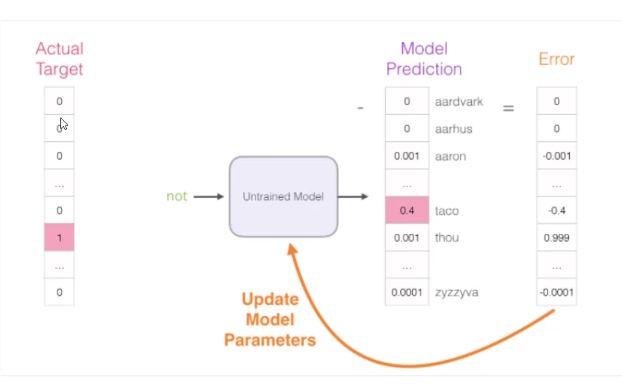 Actual
Target
Model
Prediction
Error
0
-
0
aardvark
=
0
0
0
aarhus
0
0
0.001
aaron
-0.001
...
...
...
not
Untrained Model
0
0.4
taco
-0.4
1
0.001
thou
0.999
...
...
...
0
0.0001
zyzzyva
-0.0001
Update
Model
Parameters